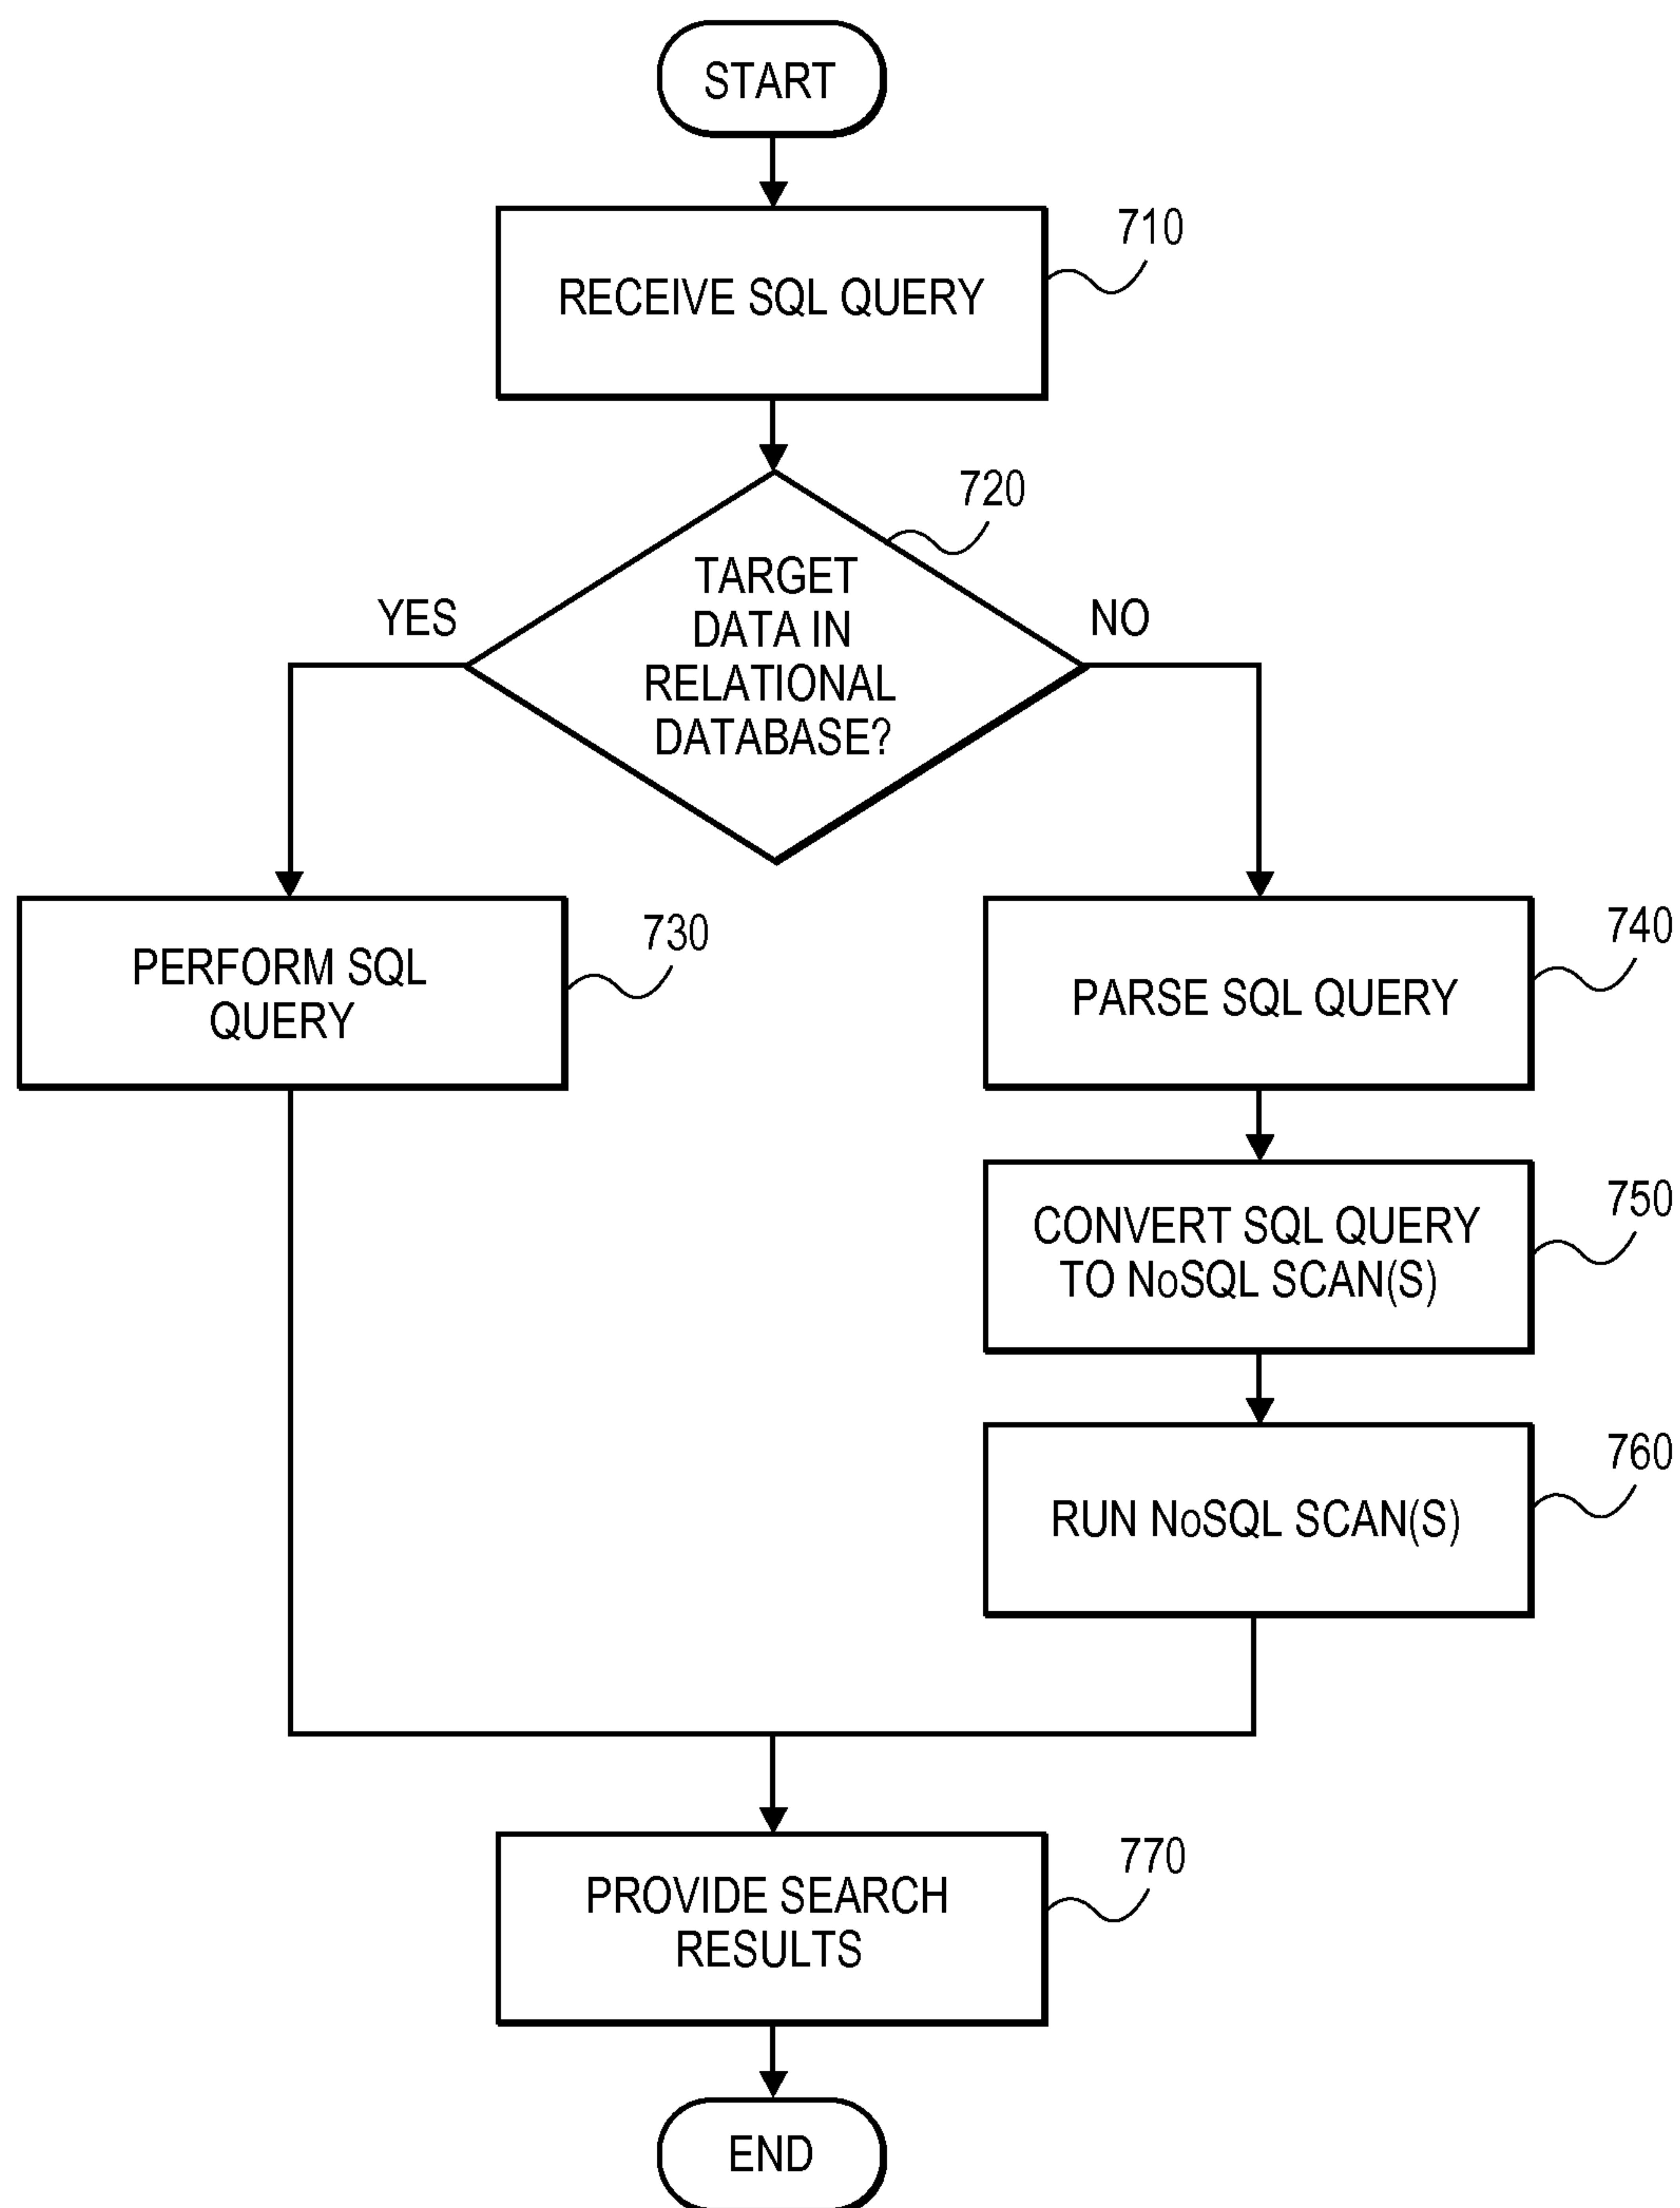 START
RECEIVE SQL QUERY
710
720
TARGET
DATA IN
RELATIONAL
DATABASE?
YES
NO
PERFORM SQL
QUERY
730
PARSE SQL QUERY
740
CONVERT SQL QUERY
TO NoSQL SCAN(S)
750
RUN NoSQL SCAN(S)
760
PROVIDE SEARCH
RESULTS
770
END